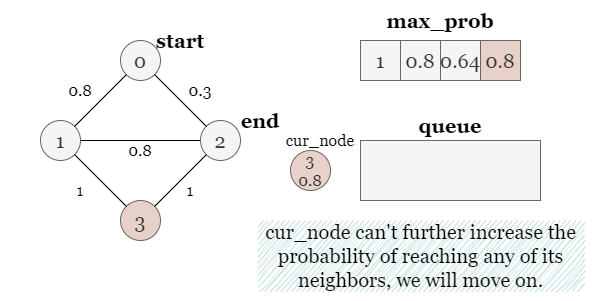 start
0
0.8
0.3
1
0.8
2
end
1
1
3
max_prob
1 0.8 0.64 0.8
queue
cur_node
3
0.8
cur_node can't further increase the
probability of reaching any of its
neighbors, we will move on.